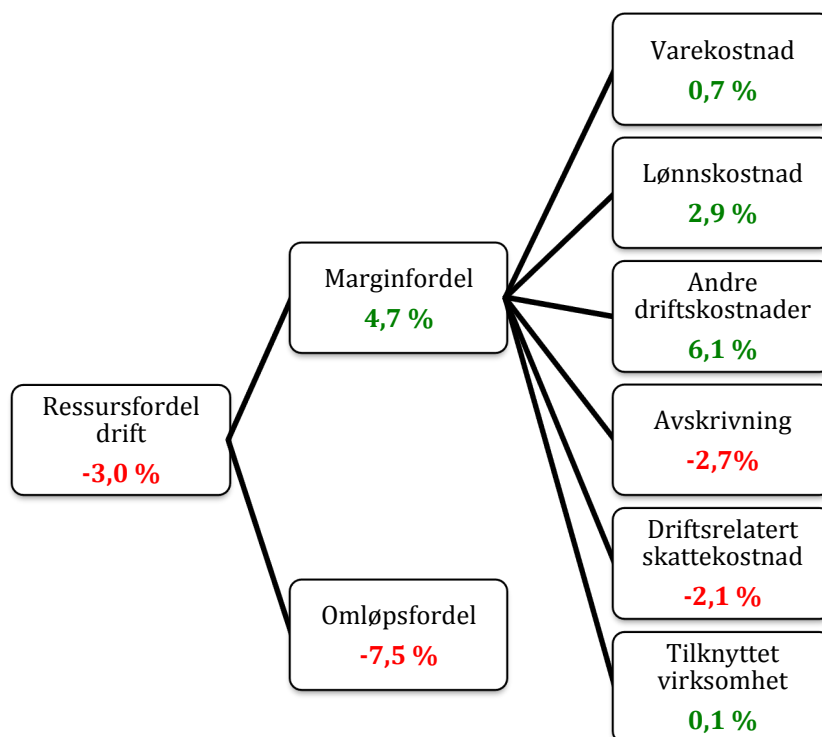 Ressursfordel
drift
-3,0 %
Marginfordel
4,7 %
Omløpsfordel
-7,5 %
Varekostnad
0,7 %
Lønnskostnad
2,9 %
Andre
driftskostnader
6,1 %
Avskrivning
-2,7%
Driftsrelatert
skattekostnad
-2,1 %
Tilknyttet
virksomhet
0,1 %